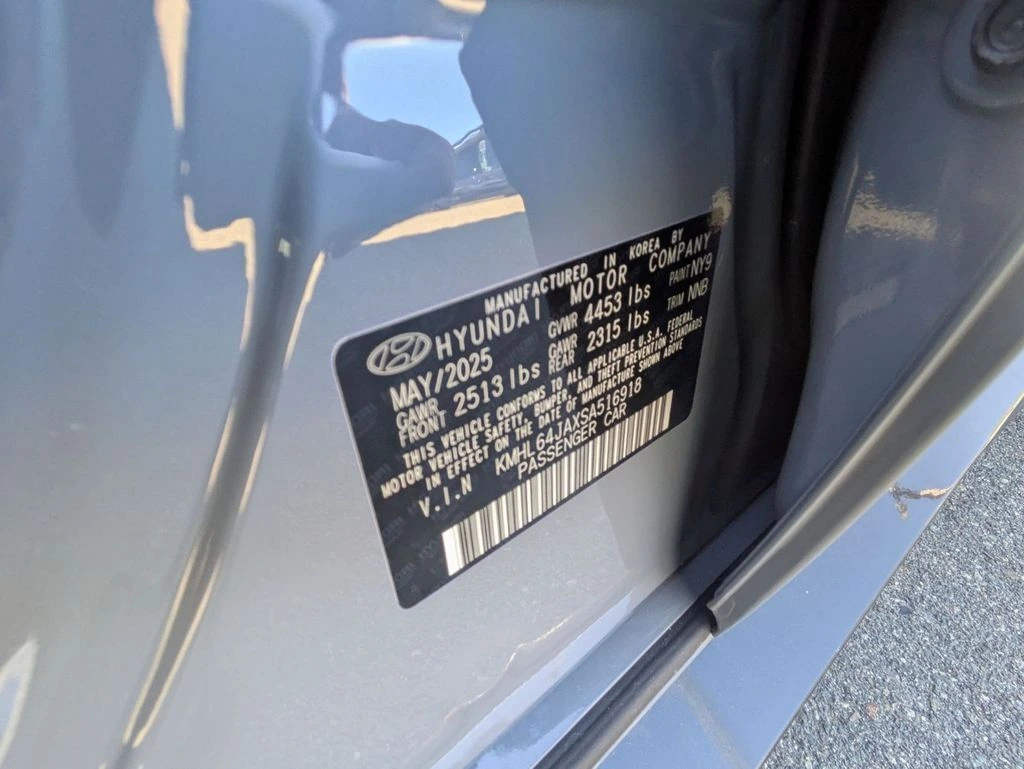 MANUFACTURED IN KOREA BY
HYUNDAI MOTOR COMPANY
MAY/2025 GVWR 4453 lbs PAINT NY9
GAWR FRONT 2513 lbs GAWR REAR 2315 lbs TRIM NNB
THIS VEHICLE CONFORMS TO ALL APPLICABLE U.S.A. FEDERAL
MOTOR VEHICLE SAFETY, BUMPER, AND THEFT PREVENTION STANDARDS
IN EFFECT ON THE DATE OF MANUFACTURE SHOWN ABOVE
V.I.N KMHL64JAXSA516918
PASSENGER CAR